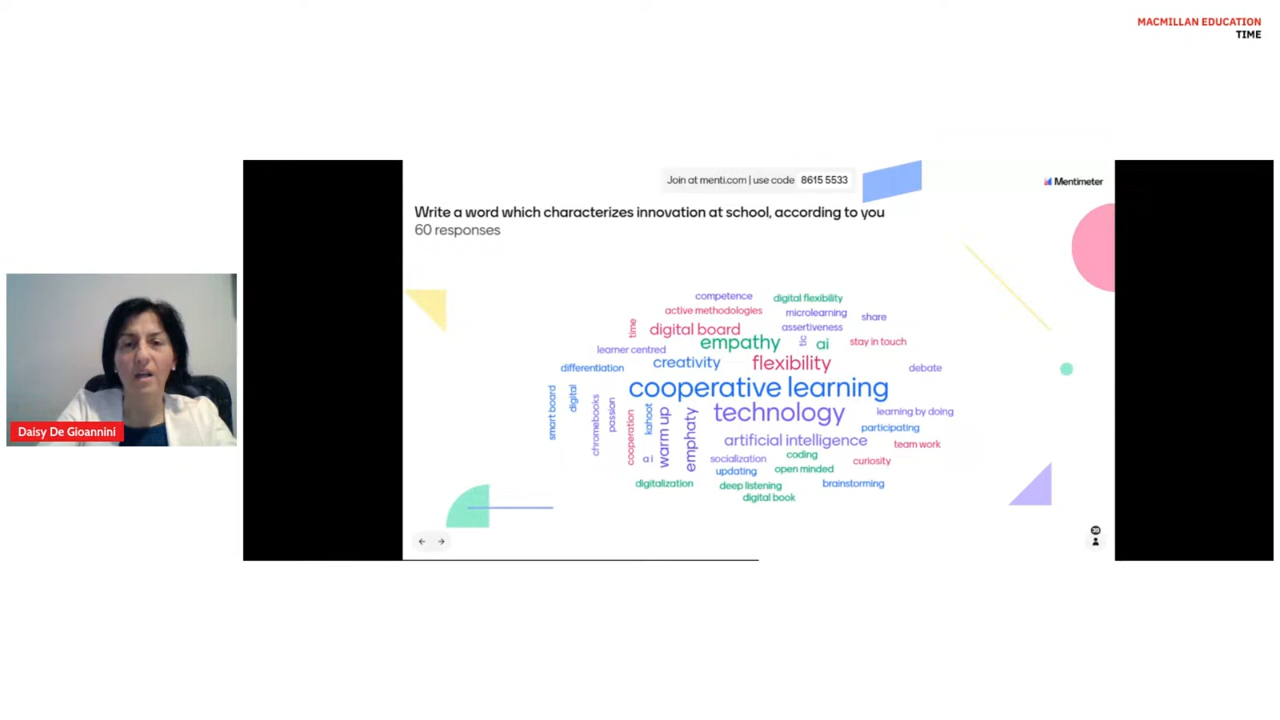 MACMILLAN EDUCATION
TIME
Join at menti.com | use code 8615 5533
Mentimeter
Write a word which characterizes innovation at school, according to you
60 responses
competence
digital flexibility
active methodologies
microlearning
share
time
digital board
assertiveness
empathy
tic
ai
stay in touch
learner centred
creativity
flexibility
differentiation
debate
cooperative learning
smart board
digital
chromebooks
passion
cooperation
kahoot
warm up
emphaty
technology
learning by doing
participating
artificial intelligence
team work
a i
socialization
coding
curiosity
updating
open minded
digitalization
deep listening
brainstorming
digital book
Daisy De Gioannini